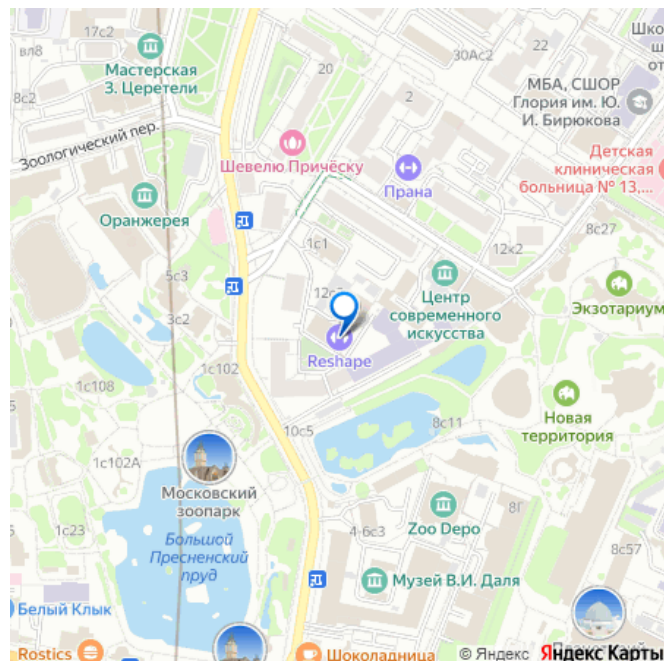 17с2
вл8
8с2
Мастерская
З. Церетели
20
30Ас2
22
2
МБА, СШОР
Глория им. Ю.
И. Бирюкова
Зоологический пер.
Шевелю Причёску
Прана
Детская
клиническая
больница № 13,...
Оранжерея
8с27
1с1
12к2
5с3
3с2
Центр
современного
искусства
Экзотариум
Reshape
1с102
1с108
10с5
8с11
Новая
территория
1с102А
Московский
зоопарк
1с23
Большой
Пресненский
пруд
4-6с3
Zoo Depo
8Г
8с57
Музей В.И. Даля
Белый Клык
Rostics
Шоколадница
© Яндекс
Яндекс Карты